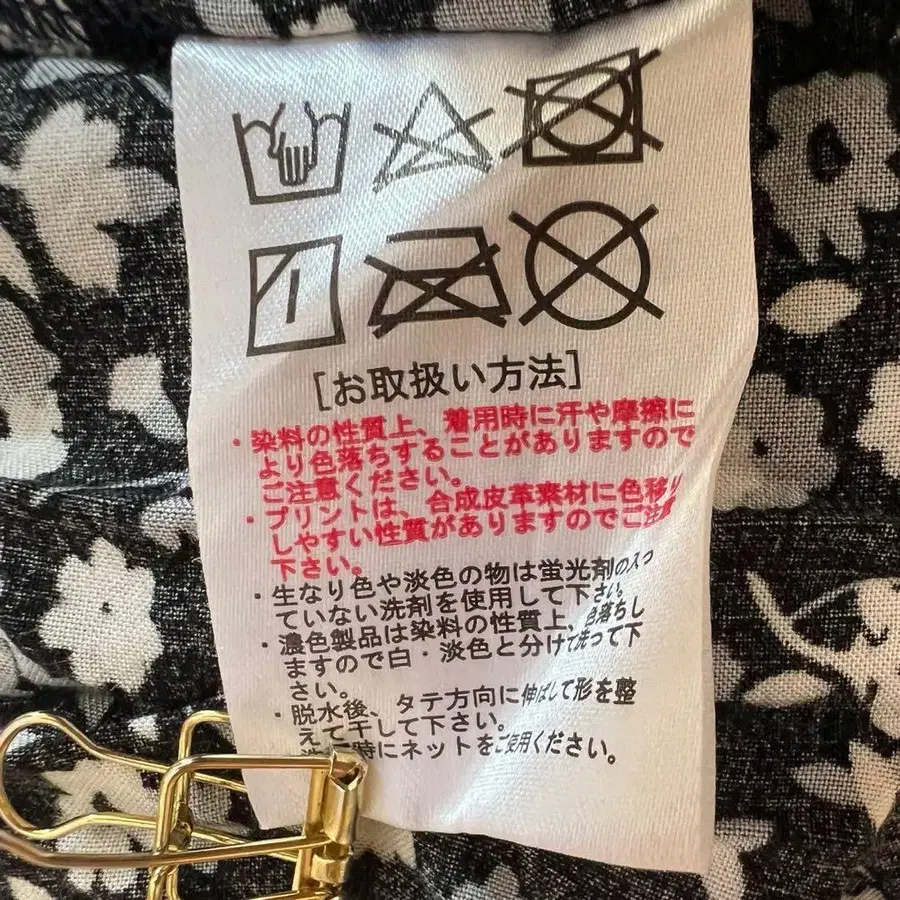 [お取扱い方法]
・染料の性質上、着用時に汗や摩擦に
より色落ちすることがありますので
ご注意ください。
・プリントは、合成皮革素材に色移り
しやすい性質がありますのでご注意
下さい。
・生なり色や淡色の物は蛍光剤の入っ
ていない洗剤を使用して下さい。
・濃色製品は染料の性質上、色落ちし
ますので白・淡色と分けて洗って下
さい。
・脱水後、タテ方向に伸ばして形を整
えて干して下さい。
時にネットをご使用ください。